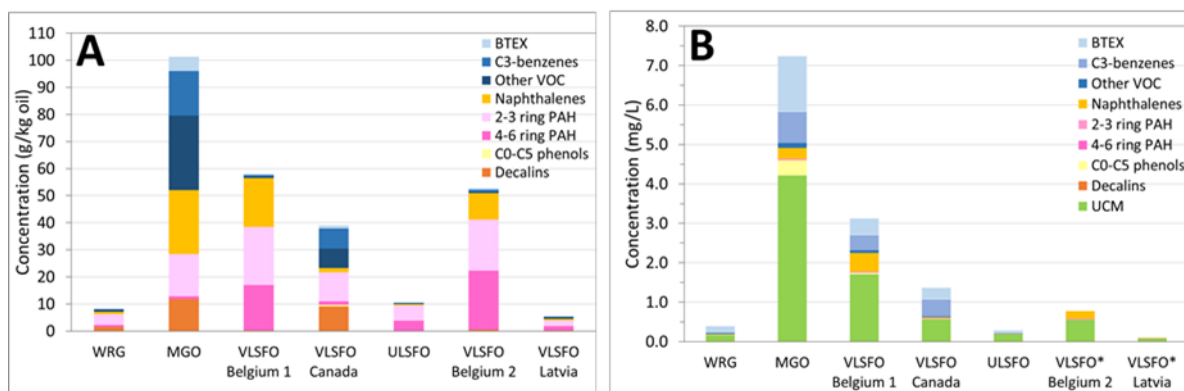 A
Concentration (g/kg oil)
110
100
90
80
70
60
50
40
30
20
10
0
BTEX
C3-benzenes
Other VOC
Naphthalenes
2-3 ring PAH
4-6 ring PAH
C0-C5 phenols
Decalins
WRG
MGO
VLSFO
Belgium 1
VLSFO
Canada
ULSFO
VLSFO
Belgium 2
VLSFO
Latvia
B
Concentration (mg/L)
8.0
7.0
6.0
5.0
4.0
3.0
2.0
1.0
0.0
BTEX
C3-benzenes
Other VOC
Naphthalenes
2-3 ring PAH
4-6 ring PAH
C0-C5 phenols
Decalins
UCM
WRG
MGO
VLSFO
Belgium 1
VLSFO
Canada
ULSFO
VLSFO*
Belgium 2
VLSFO*
Latvia